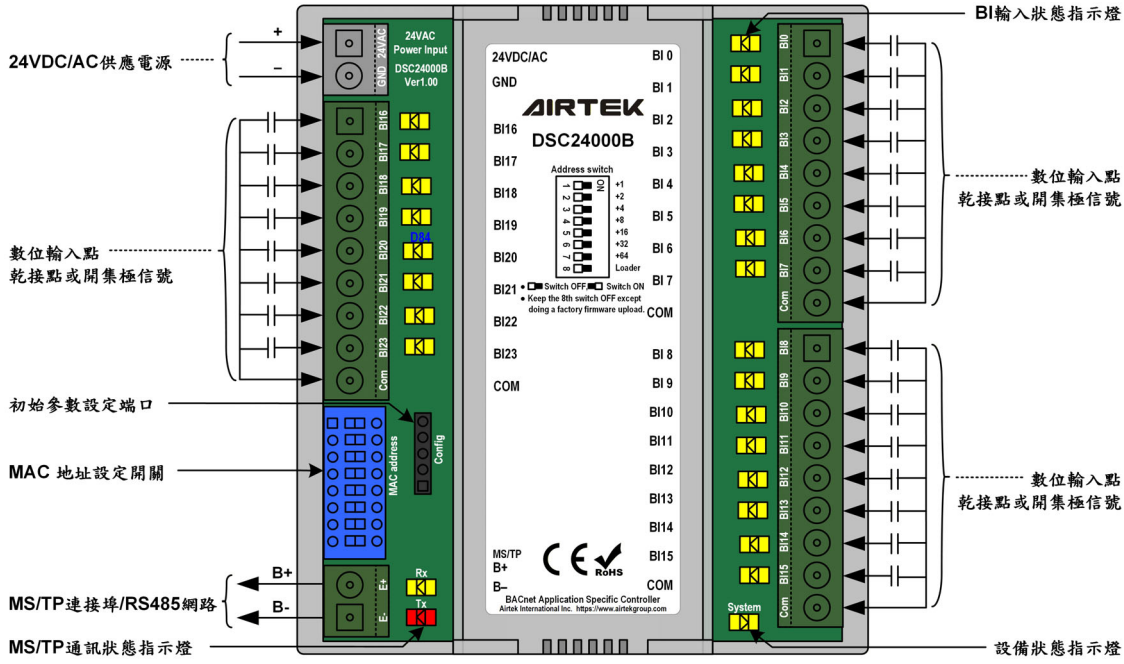 +
24VDC/AC供應電源
–
BI16
BI17
BI18
BI19
BI20
BI21
BI22
BI23
Com
數位輸入點
乾接點或開集極信號
初始參數設定端口
MAC 地址設定開關
B+
MS/TP連接埠/RS485網路
B-
MS/TP通訊狀態指示燈
24VAC
GND
24VAC
Power Input
DSC24000B
Ver1.00
D84
MAC address
Config
E+
E-
Rx
Tx
24VDC/AC
GND
BI16
BI17
BI18
BI19
BI20
BI21
BI22
BI23
COM
AIRTEK
DSC24000B
Address switch
ON
1 +1
2 +2
3 +4
4 +8
5 +16
6 +32
7 +64
8 Loader
• Switch OFF, Switch ON
• Keep the 8th switch OFF except
doing a factory firmware upload.
BI 0
BI 1
BI 2
BI 3
BI 4
BI 5
BI 6
BI 7
COM
BI 8
BI 9
BI10
BI11
BI12
BI13
BI14
BI15
COM
MS/TP
B+
B–
CE
RoHS
BACnet Application Specific Controller
Airtek International Inc. https://www.airtekgroup.com
BI0
BI1
BI2
BI3
BI4
BI5
BI6
BI7
Com
BI8
BI9
BI10
BI11
BI12
BI13
BI14
BI15
Com
System
BI輸入狀態指示燈
數位輸入點
乾接點或開集極信號
數位輸入點
乾接點或開集極信號
設備狀態指示燈